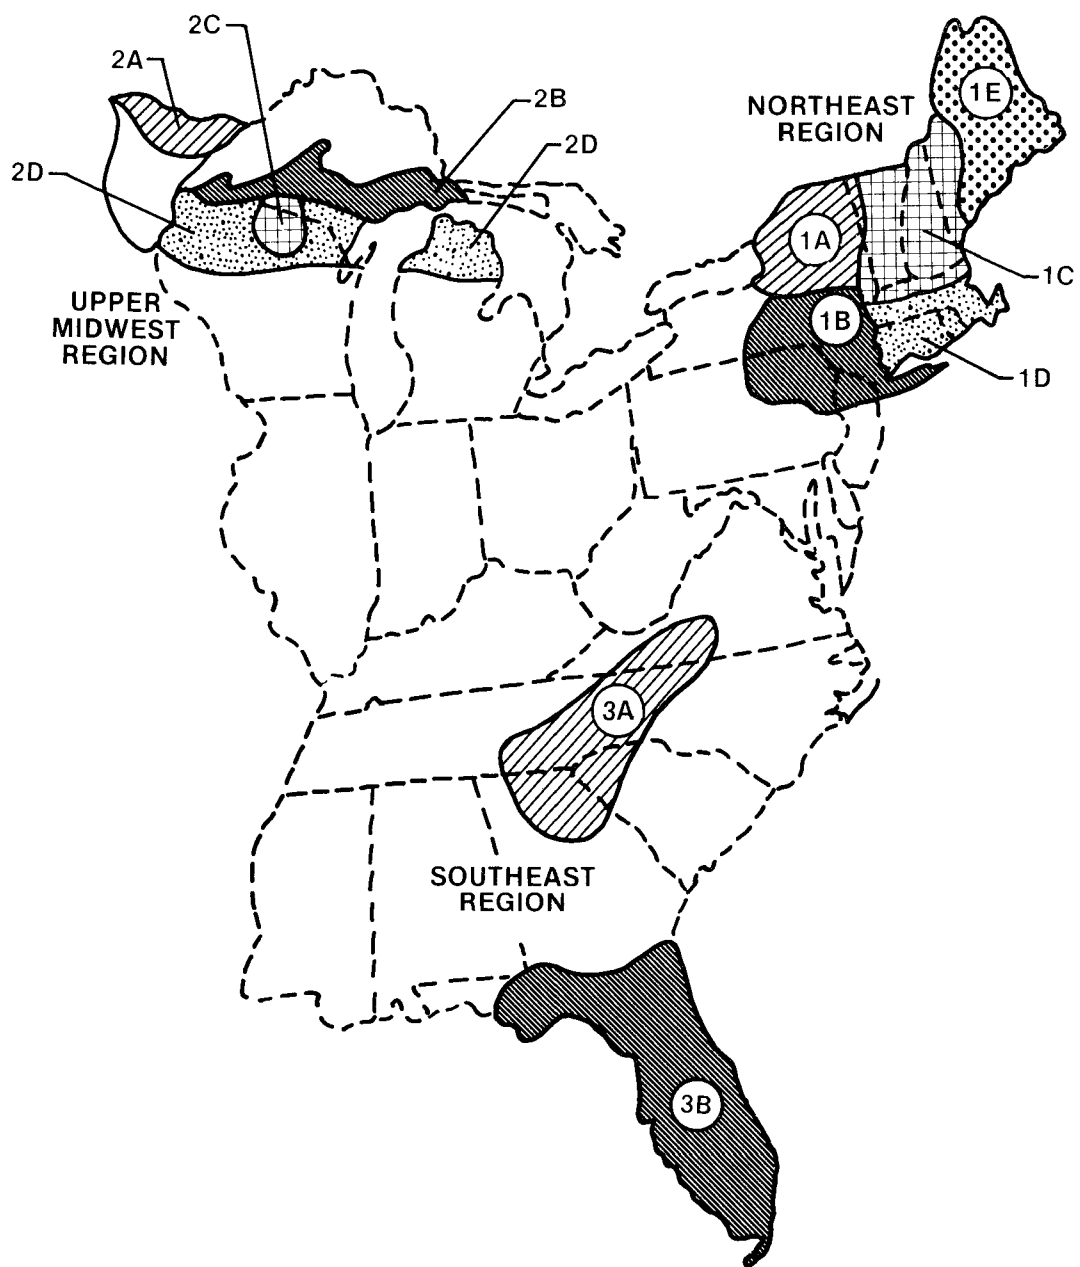 2C
2A
2B
2D
2D
UPPER
MIDWEST
REGION
NORTHEAST
REGION
1E
1A
1C
1B
1D
3A
SOUTHEAST
REGION
3B